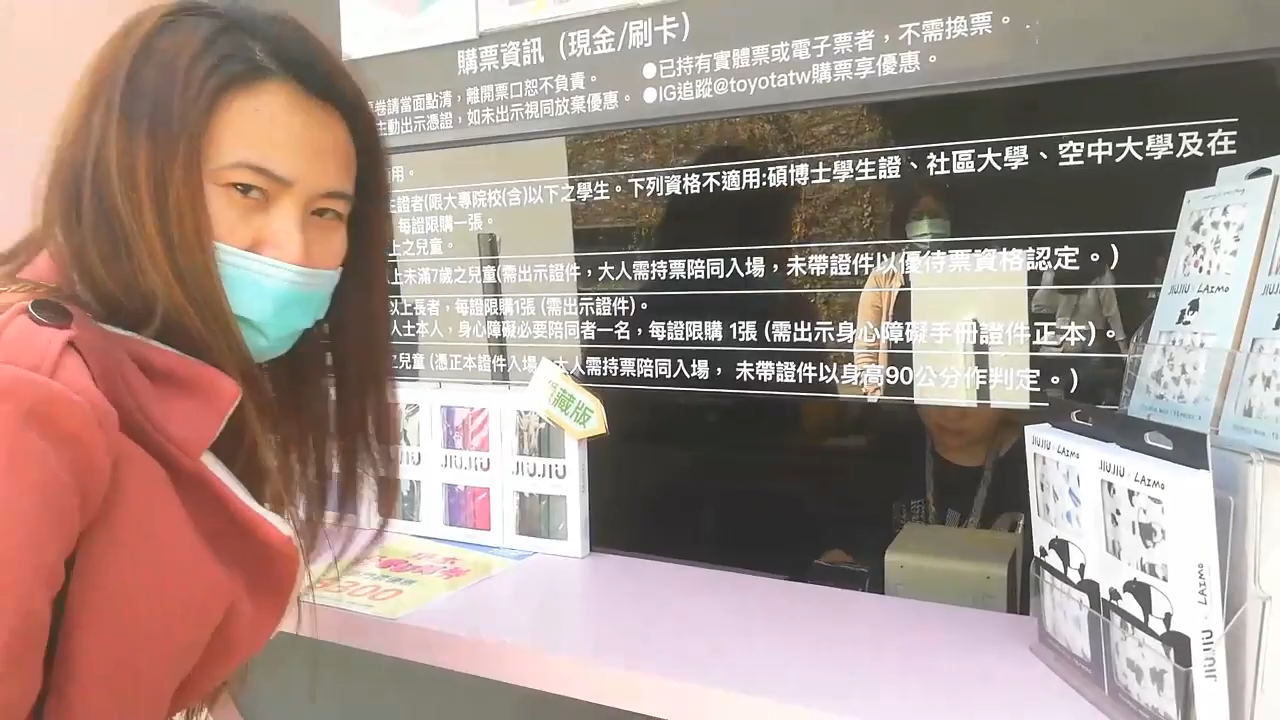 購票資訊 (現金/刷卡)
卷請當面點清，離開票口恕不負責。
主動出示憑證，如未出示視同放棄優惠。
●已持有實體票或電子票者，不需換票。
●IG追蹤@toyotatw購票享優惠。
用。
生證者(限大專院校(含)以下之學生。下列資格不適用:碩博士學生證、社區大學、空中大學及在
，每證限購一張。
上之兒童。
以上未滿7歲之兒童(需出示證件，大人需持票陪同入場，未帶證件以優待票資格認定。)
以上長者，每證限購1張 (需出示證件)。
人士本人，身心障礙必要陪同者一名，每證限購 1張 (需出示身心障礙手冊證件正本)。
之兒童 (憑正本證件入場，大人需持票陪同入場， 未帶證件以身高90公分作判定。)
藏版
JIUJIU x LAIMO
JIUJIU x LAIMO
JIUJIU x LAIMO
JIUJIU x LAIMO